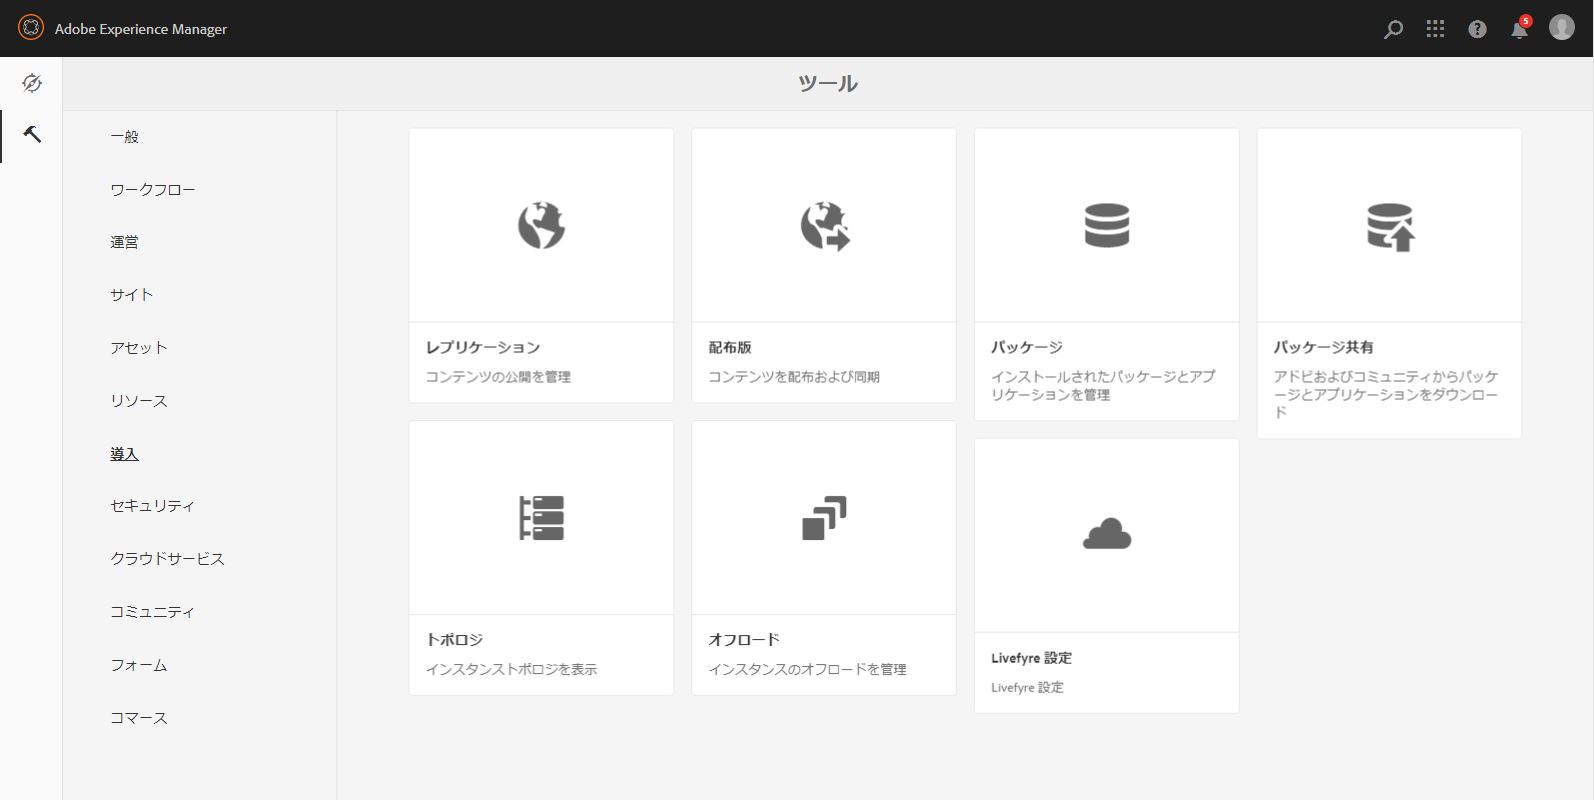 Adobe Experience Manager
5
ツール
一般
ワークフロー
運営
サイト
アセット
リソース
導入
セキュリティ
クラウドサービス
コミュニティ
フォーム
コマース
レプリケーション
コンテンツの公開を管理
配布版
コンテンツを配布および同期
パッケージ
インストールされたパッケージとアプ
リケーションを管理
パッケージ共有
アドビおよびコミュニティからパッケ
ージとアプリケーションをダウンロー
ド
トポロジ
インスタンストポロジを表示
オフロード
インスタンスのオフロードを管理
Livefyre 設定
Livefyre 設定